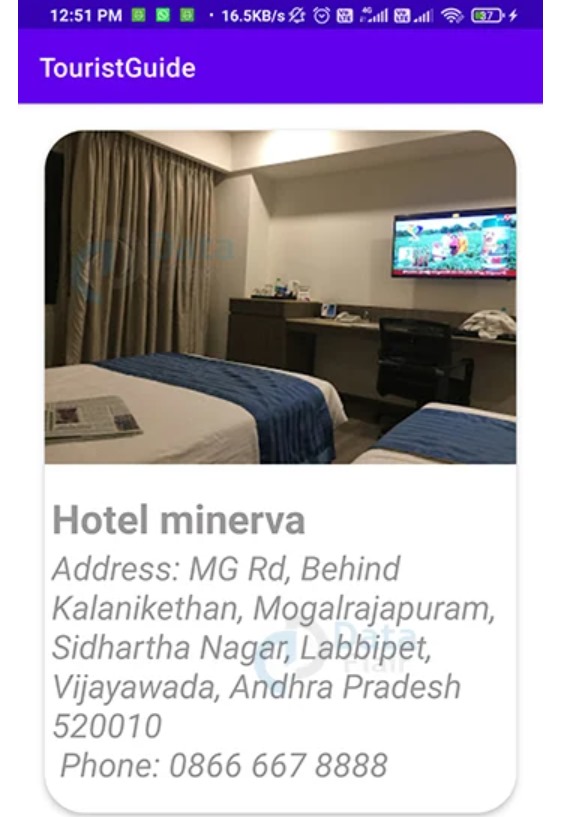 12:51 PM · 16.5KB/s 4G 37
TouristGuide
Data
Hotel minerva
Address: MG Rd, Behind
Kalanikethan, Mogalrajapuram,
Sidhartha Nagar, Labbipet,
Vijayawada, Andhra Pradesh
520010
Phone: 0866 667 8888
Data
Flair